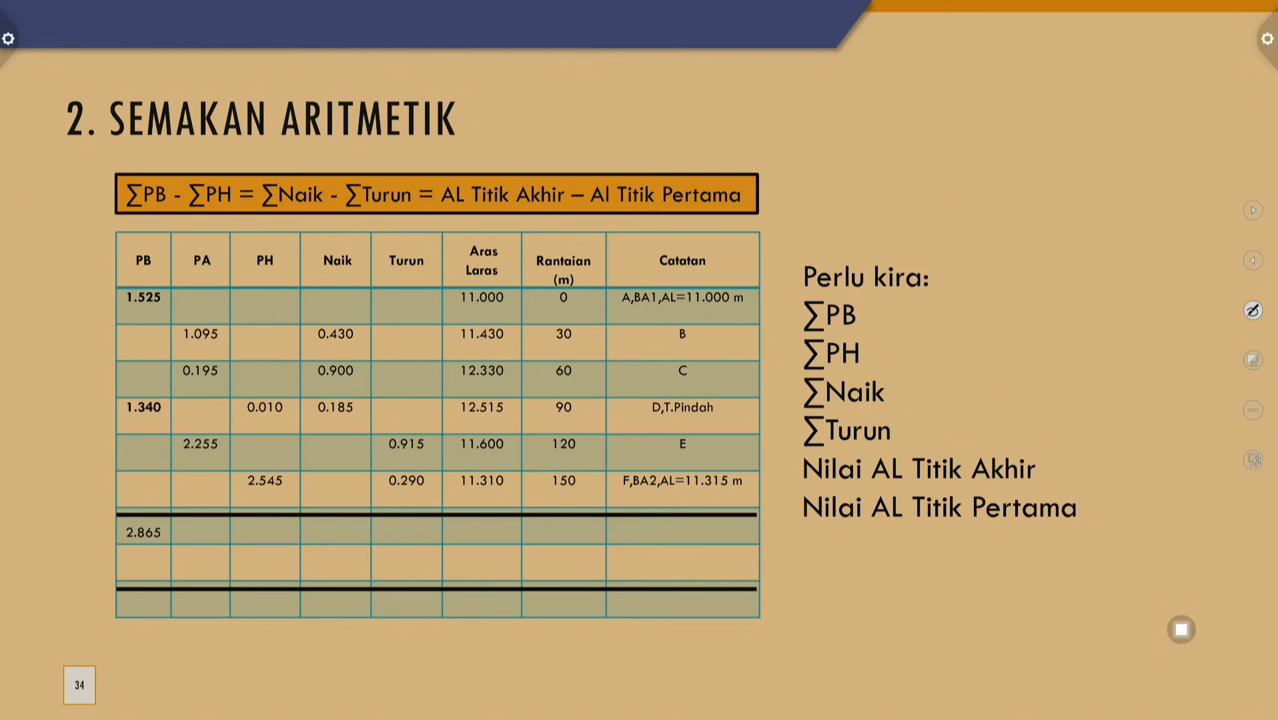 2. SEMAKAN ARITMETIK
∑PB - ∑PH = ∑Naik - ∑Turun = AL Titik Akhir – Al Titik Pertama
PB PA PH Naik Turun Aras Laras Rantaian (m) Catatan
1.525 11.000 0 A,BA1,AL=11.000 m
1.095 0.430 11.430 30 B
0.195 0.900 12.330 60 C
1.340 0.010 0.185 12.515 90 D,T.Pindah
2.255 0.915 11.600 120 E
2.545 0.290 11.310 150 F,BA2,AL=11.315 m
2.865
Perlu kira:
∑PB
∑PH
∑Naik
∑Turun
Nilai AL Titik Akhir
Nilai AL Titik Pertama
34